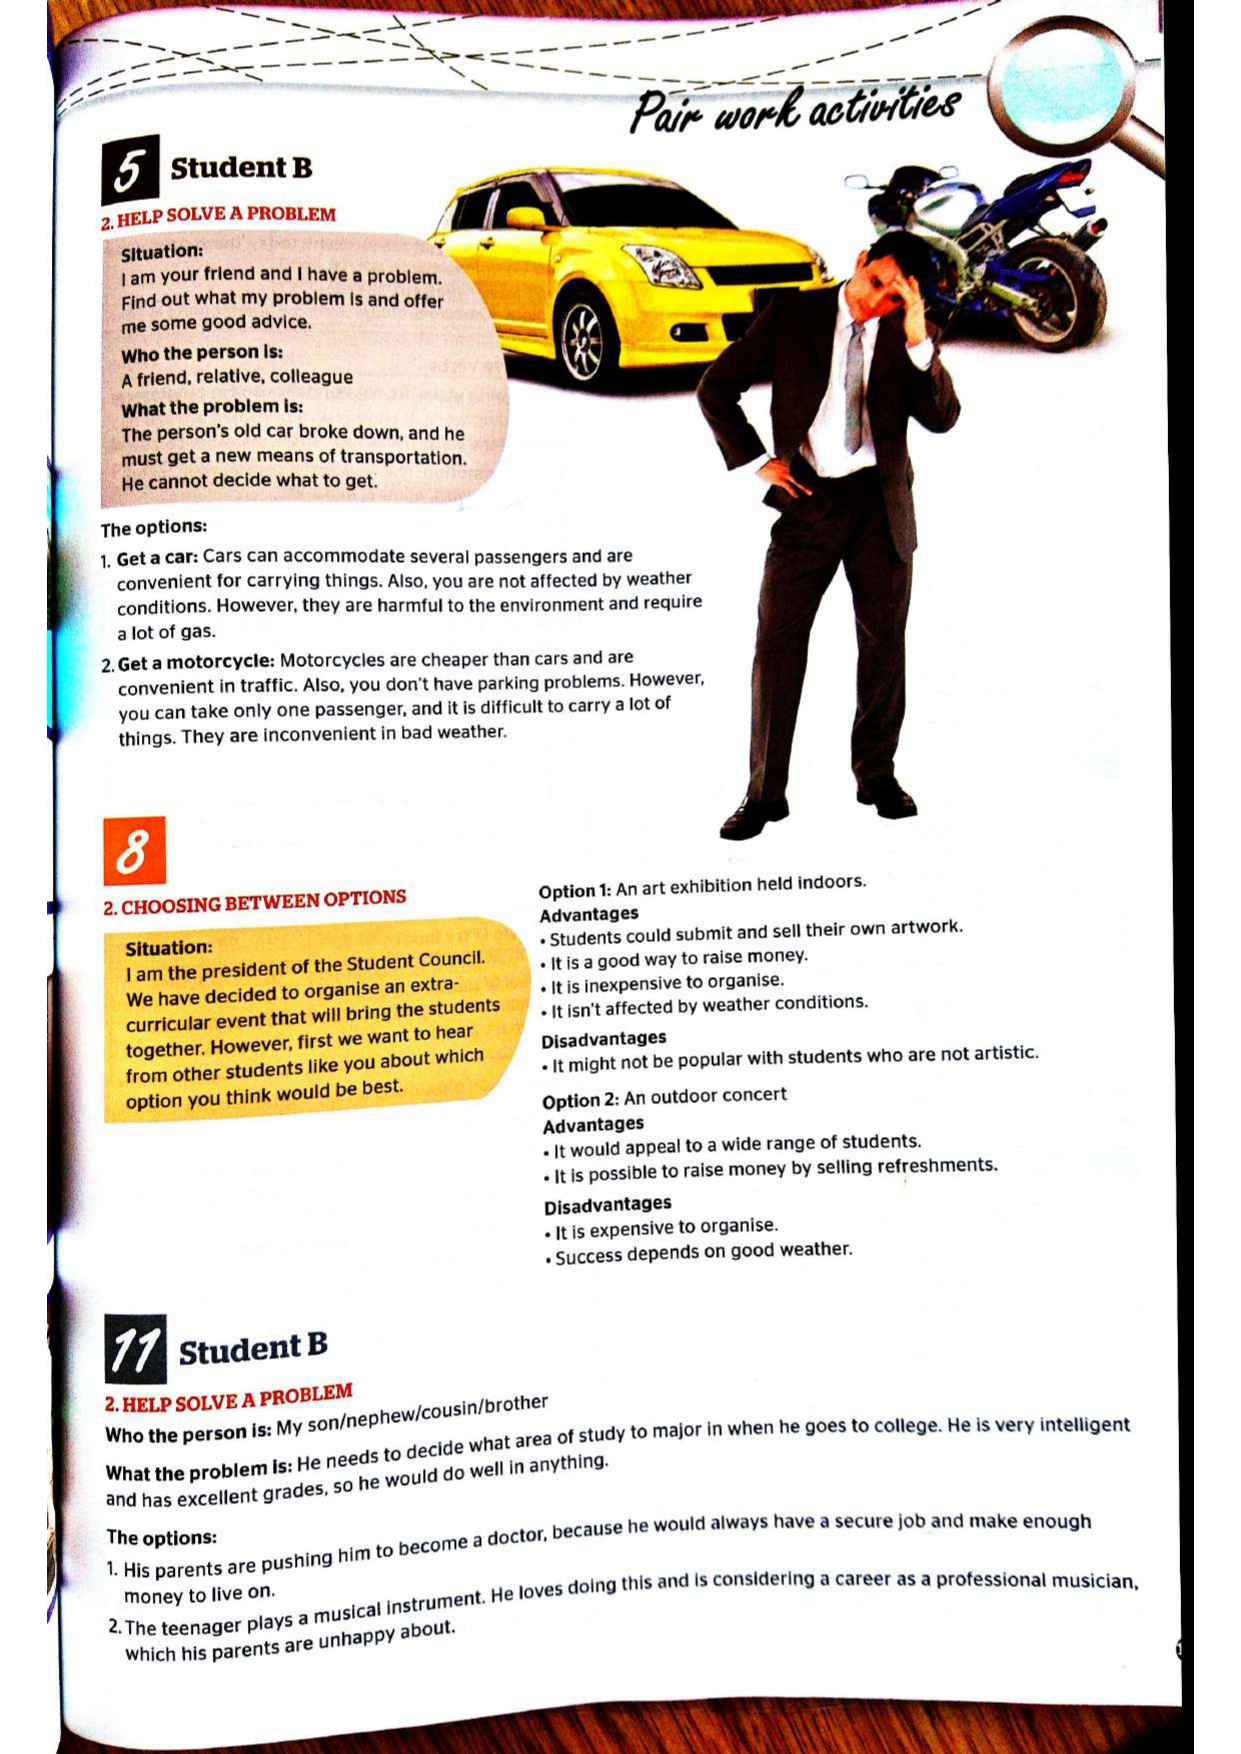 Pair work activities
5 Student B
2. HELP SOLVE A PROBLEM
Situation:
I am your friend and I have a problem.
Find out what my problem is and offer
me some good advice.
Who the person is:
A friend, relative, colleague
What the problem is:
The person's old car broke down, and he
must get a new means of transportation.
He cannot decide what to get.
The options:
1. Get a car: Cars can accommodate several passengers and are
convenient for carrying things. Also, you are not affected by weather
conditions. However, they are harmful to the environment and require
a lot of gas.
2. Get a motorcycle: Motorcycles are cheaper than cars and are
convenient in traffic. Also, you don't have parking problems. However,
you can take only one passenger, and it is difficult to carry a lot of
things. They are inconvenient in bad weather.
8
2. CHOOSING BETWEEN OPTIONS
Situation:
I am the president of the Student Council.
We have decided to organise an extra-
curricular event that will bring the students
together. However, first we want to hear
from other students like you about which
option you think would be best.
Option 1: An art exhibition held indoors.
Advantages
• Students could submit and sell their own artwork.
• It is a good way to raise money.
• It is inexpensive to organise.
• It isn't affected by weather conditions.
Disadvantages
• It might not be popular with students who are not artistic.
Option 2: An outdoor concert
Advantages
• It would appeal to a wide range of students.
• It is possible to raise money by selling refreshments.
Disadvantages
• It is expensive to organise.
• Success depends on good weather.
11 Student B
2. HELP SOLVE A PROBLEM
Who the person is: My son/nephew/cousin/brother
What the problem is: He needs to decide what area of study to major in when he goes to college. He is very intelligent
and has excellent grades, so he would do well in anything.
The options:
1. His parents are pushing him to become a doctor, because he would always have a secure job and make enough
money to live on.
2. The teenager plays a musical instrument. He loves doing this and is considering a career as a professional musician,
which his parents are unhappy about.